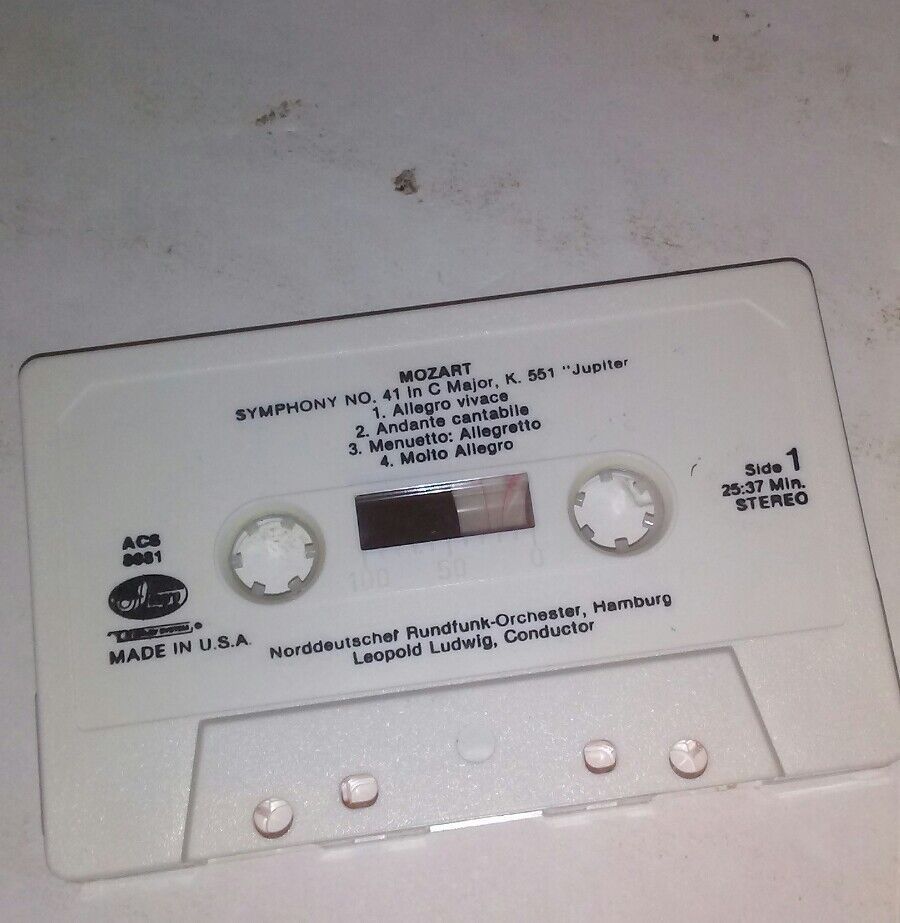 MOZART
SYMPHONY NO. 41 in C Major, K. 551 "Jupiter
1. Allegro vivace
2. Andante cantabile
3. Menuetto: Allegretto
4. Molto Allegro
Side 1
25:37 Min.
STEREO
ACS
100 50 0
MADE IN U.S.A.
Norddeutscher Rundfunk-Orchester, Hamburg
Leopold Ludwig, Conductor